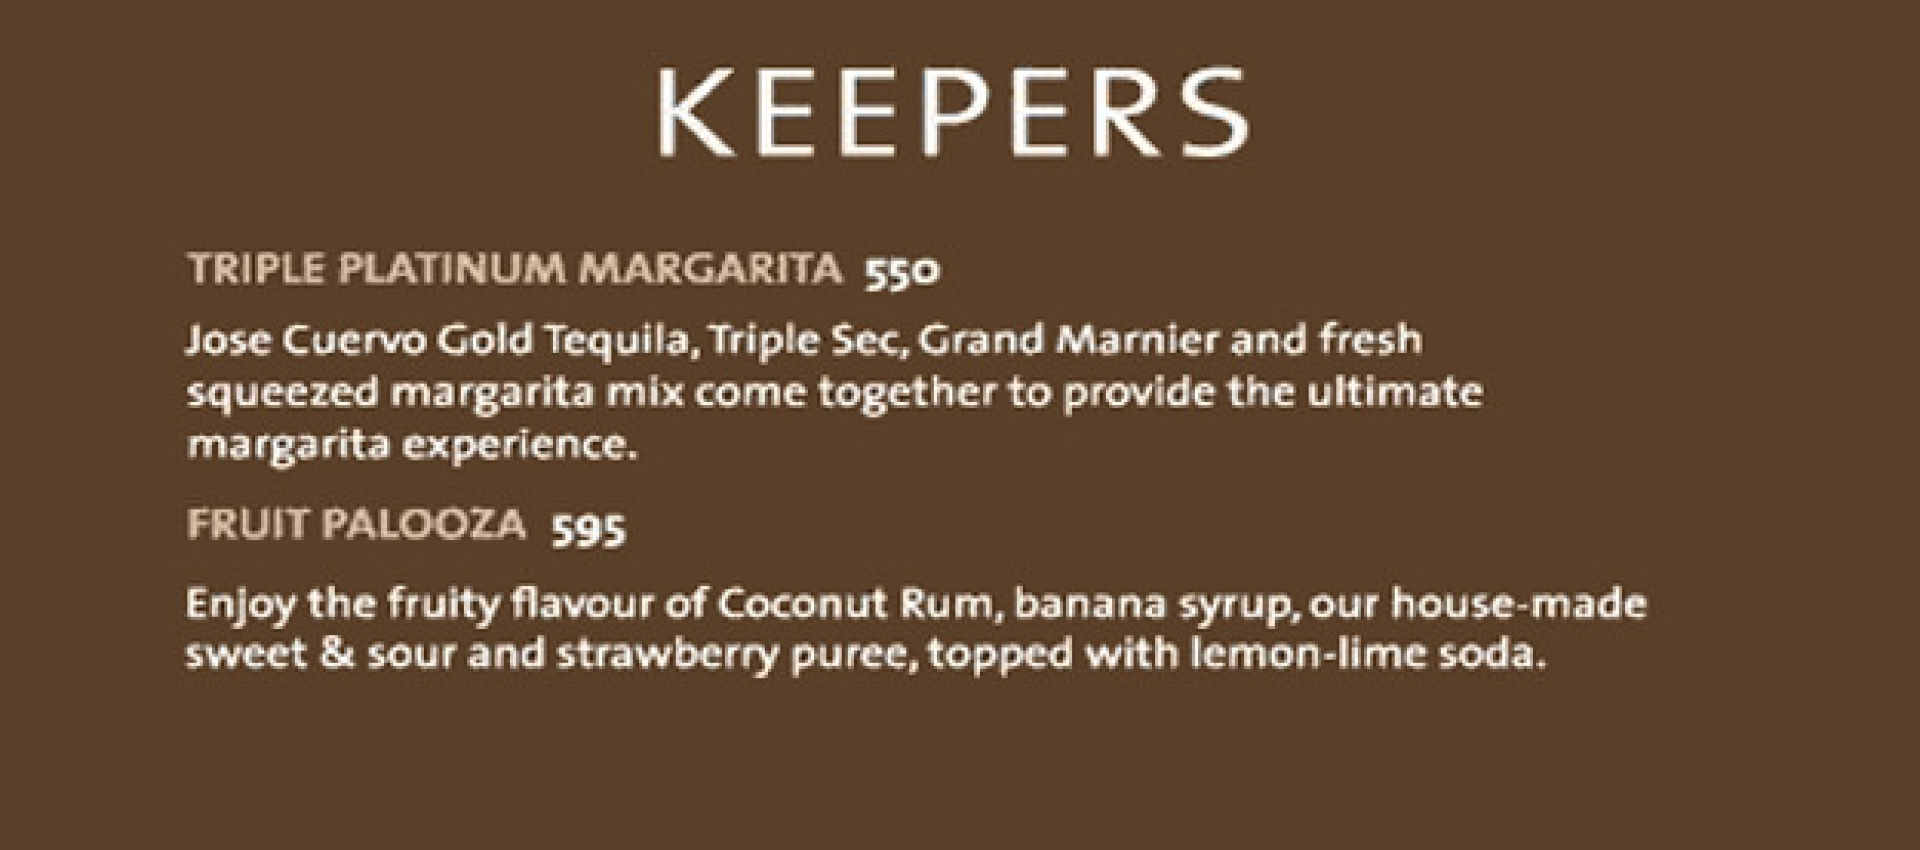 KEEPERS
TRIPLE PLATINUM MARGARITA 550
Jose Cuervo Gold Tequila, Triple Sec, Grand Marnier and fresh
squeezed margarita mix come together to provide the ultimate
margarita experience.
FRUIT PALOOZA 595
Enjoy the fruity flavour of Coconut Rum, banana syrup, our house-made
sweet & sour and strawberry puree, topped with lemon-lime soda.